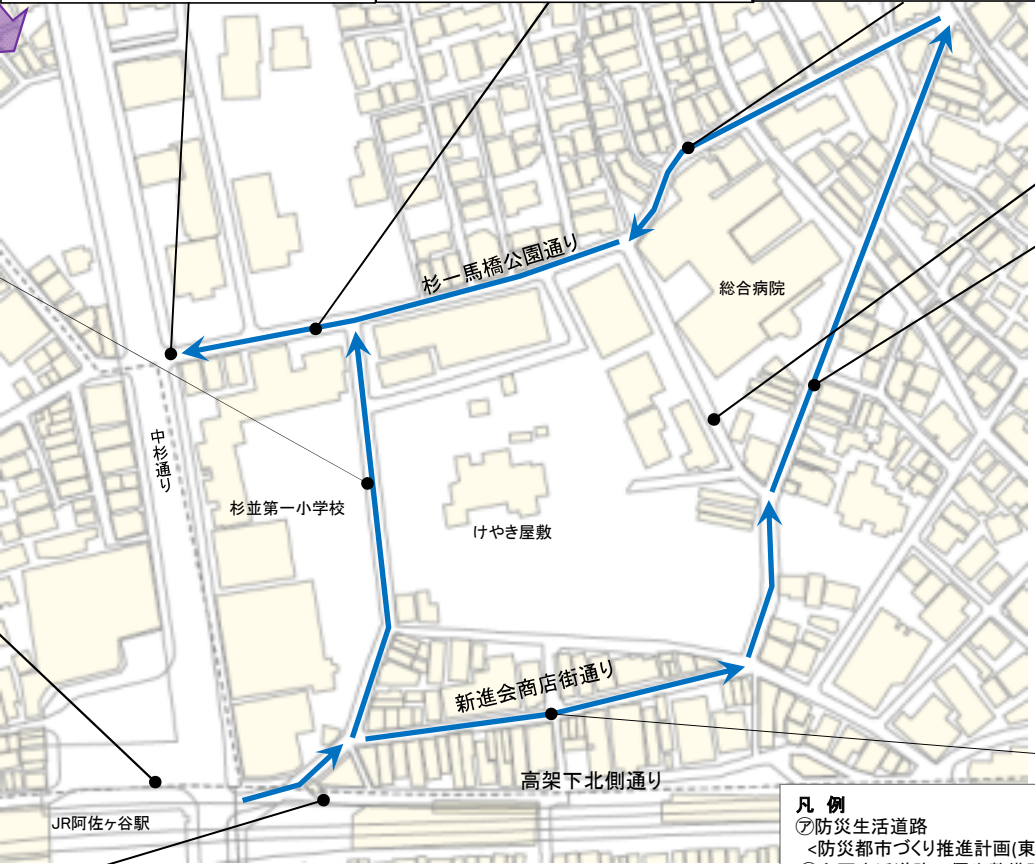 杉一馬橋公園通り
総合病院
中杉通り
杉並第一小学校
けやき屋敷
新進会商店街通り
高架下北側通り
JR阿佐ヶ谷駅
凡 例
㋐防災生活道路
<防災都市づくり推進計画(東